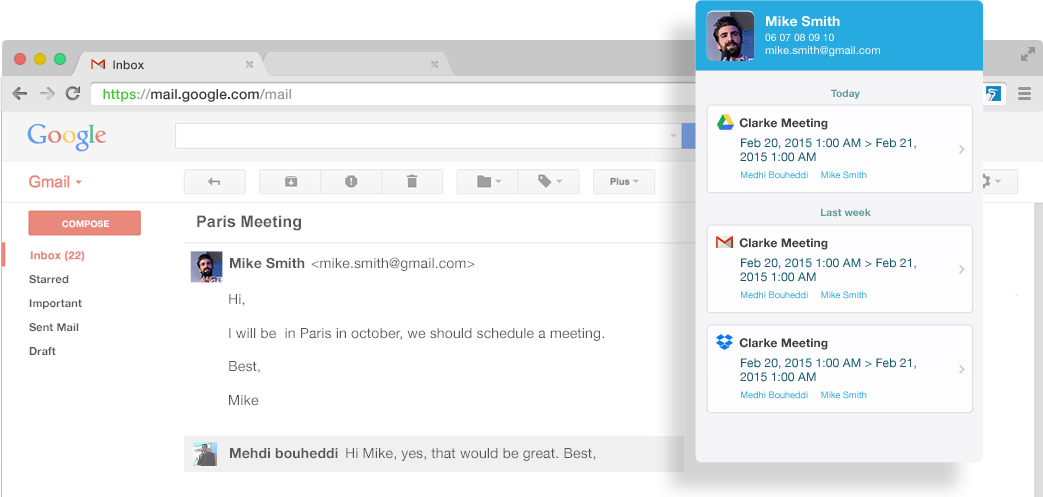 Inbox
https://mail.google.com/mail
Google
Gmail
Plus
COMPOSE
Inbox (22)
Starred
Important
Sent Mail
Draft
Paris Meeting
Mike Smith <mike.smith@gmail.com>
Hi,
I will be in Paris in october, we should schedule a meeting.
Best,
Mike
Mehdi bouheddi Hi Mike, yes, that would be great. Best,
Mike Smith
06 07 08 09 10
mike.smith@gmail.com
Today
Clarke Meeting
Feb 20, 2015 1:00 AM > Feb 21,
2015 1:00 AM
Medhi Bouheddi Mike Smith
Last week
Clarke Meeting
Feb 20, 2015 1:00 AM > Feb 21,
2015 1:00 AM
Medhi Bouheddi Mike Smith
Clarke Meeting
Feb 20, 2015 1:00 AM > Feb 21,
2015 1:00 AM
Medhi Bouheddi Mike Smith